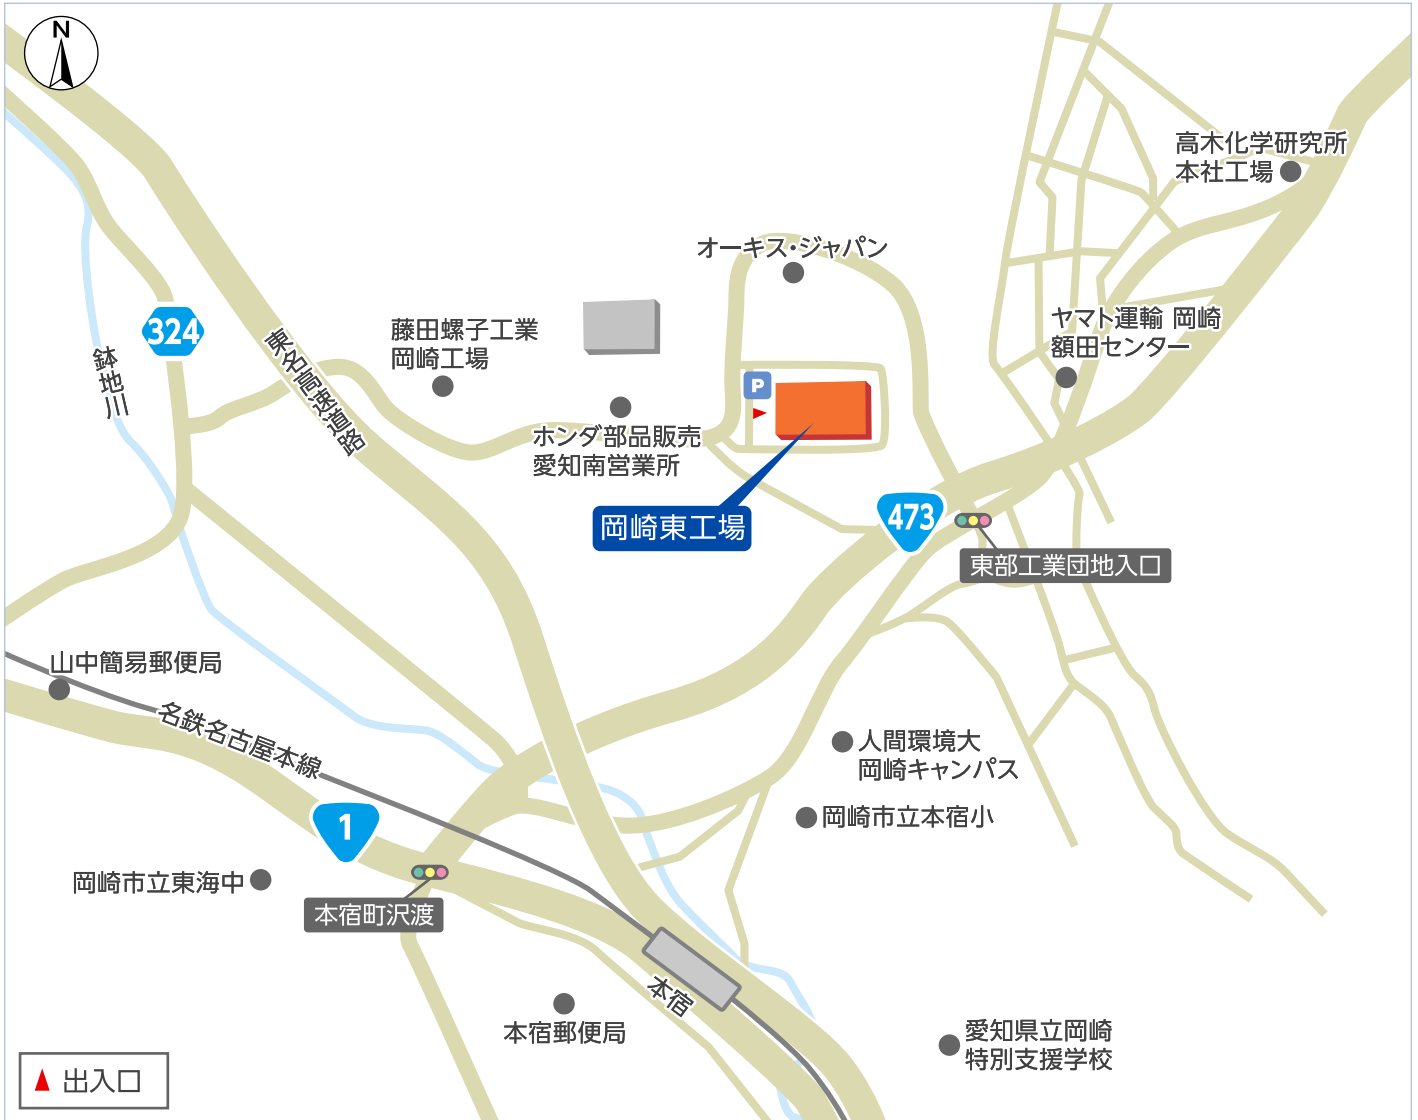 N
高木化学研究所
本社工場
オーキス・ジャパン
324
藤田螺子工業
岡崎工場
ヤマト運輸 岡崎
額田センター
鉢地川
東名高速道路
P
ホンダ部品販売
愛知南営業所
岡崎東工場
473
東部工業団地入口
山中簡易郵便局
名鉄名古屋本線
人間環境大
岡崎キャンパス
1
岡崎市立本宿小
岡崎市立東海中
本宿町沢渡
本宿
本宿郵便局
愛知県立岡崎
特別支援学校
出入口